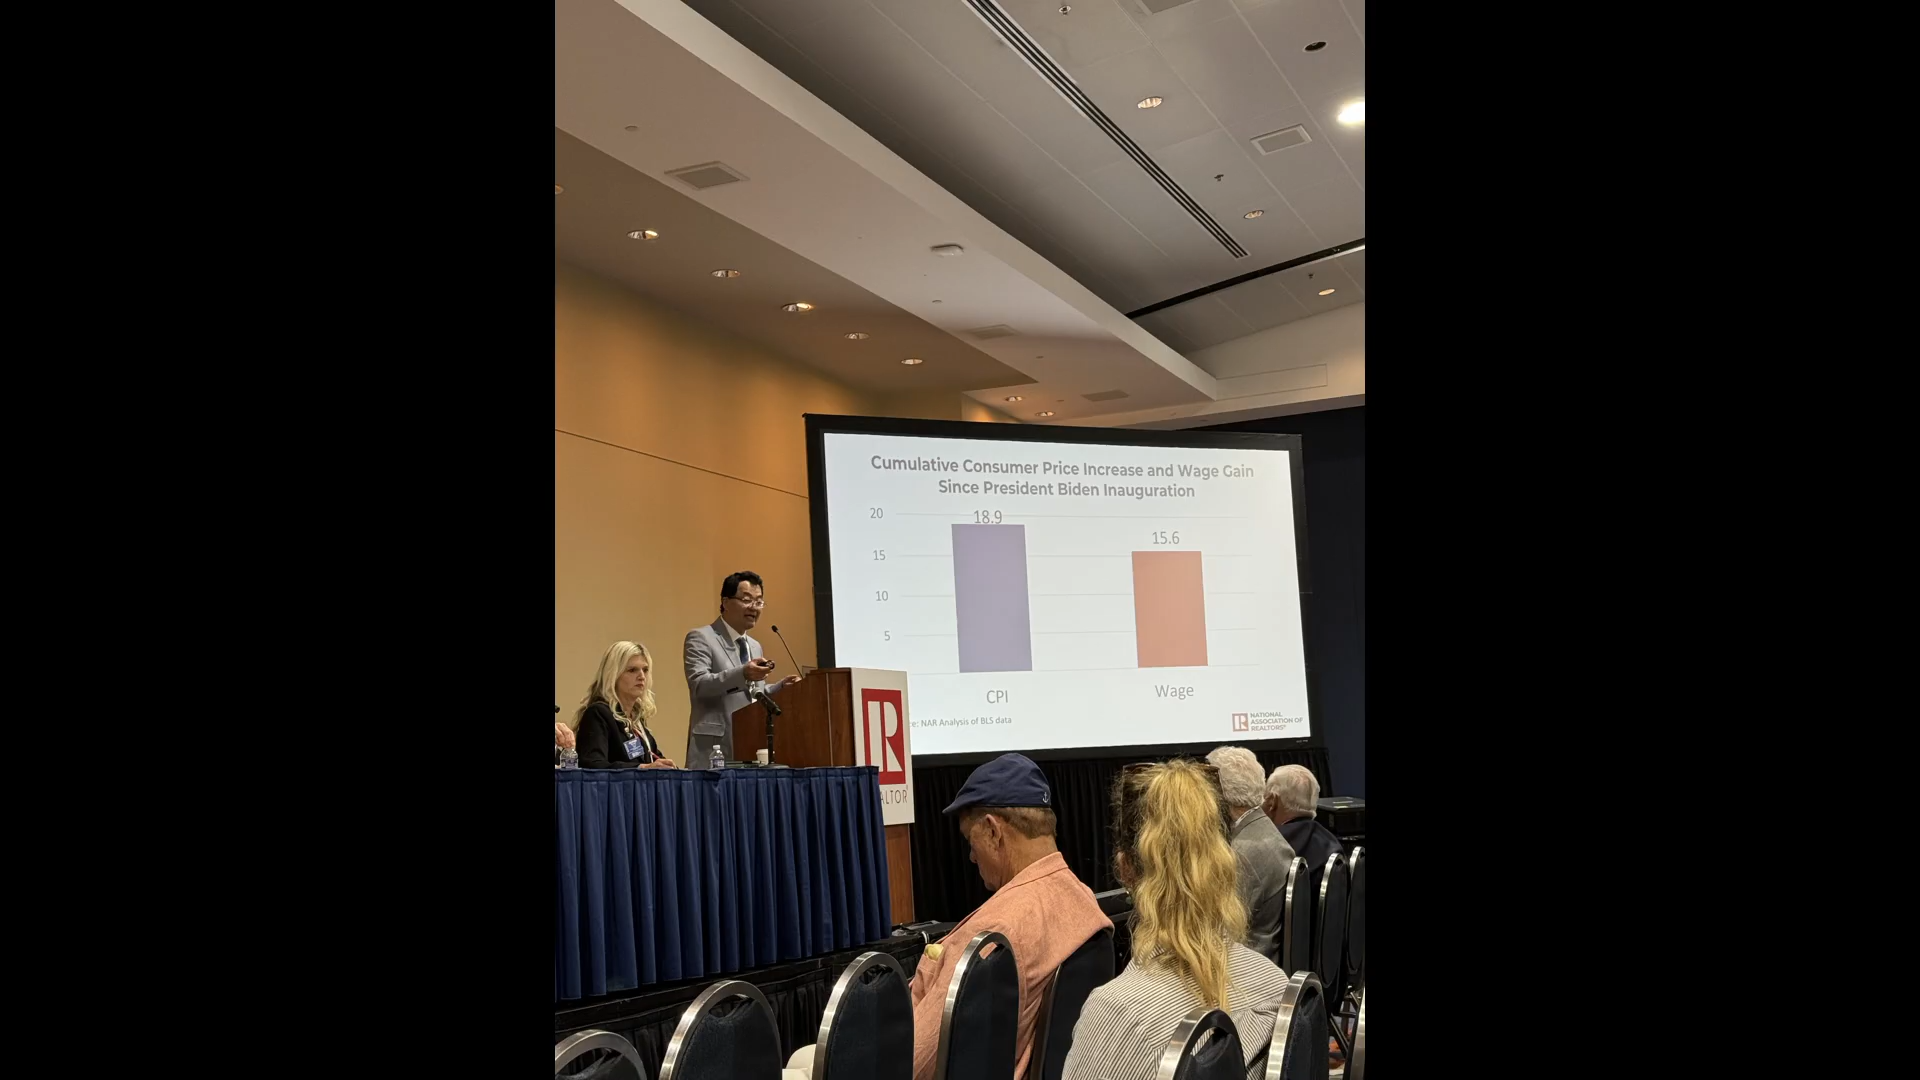 Cumulative Consumer Price Increase and Wage Gain
Since President Biden Inauguration
20
18.9
15.6
15
10
5
CPI
Wage
ce: NAR Analysis of BLS data
NATIONAL
ASSOCIATION OF
REALTORS®
R
ALTOR®